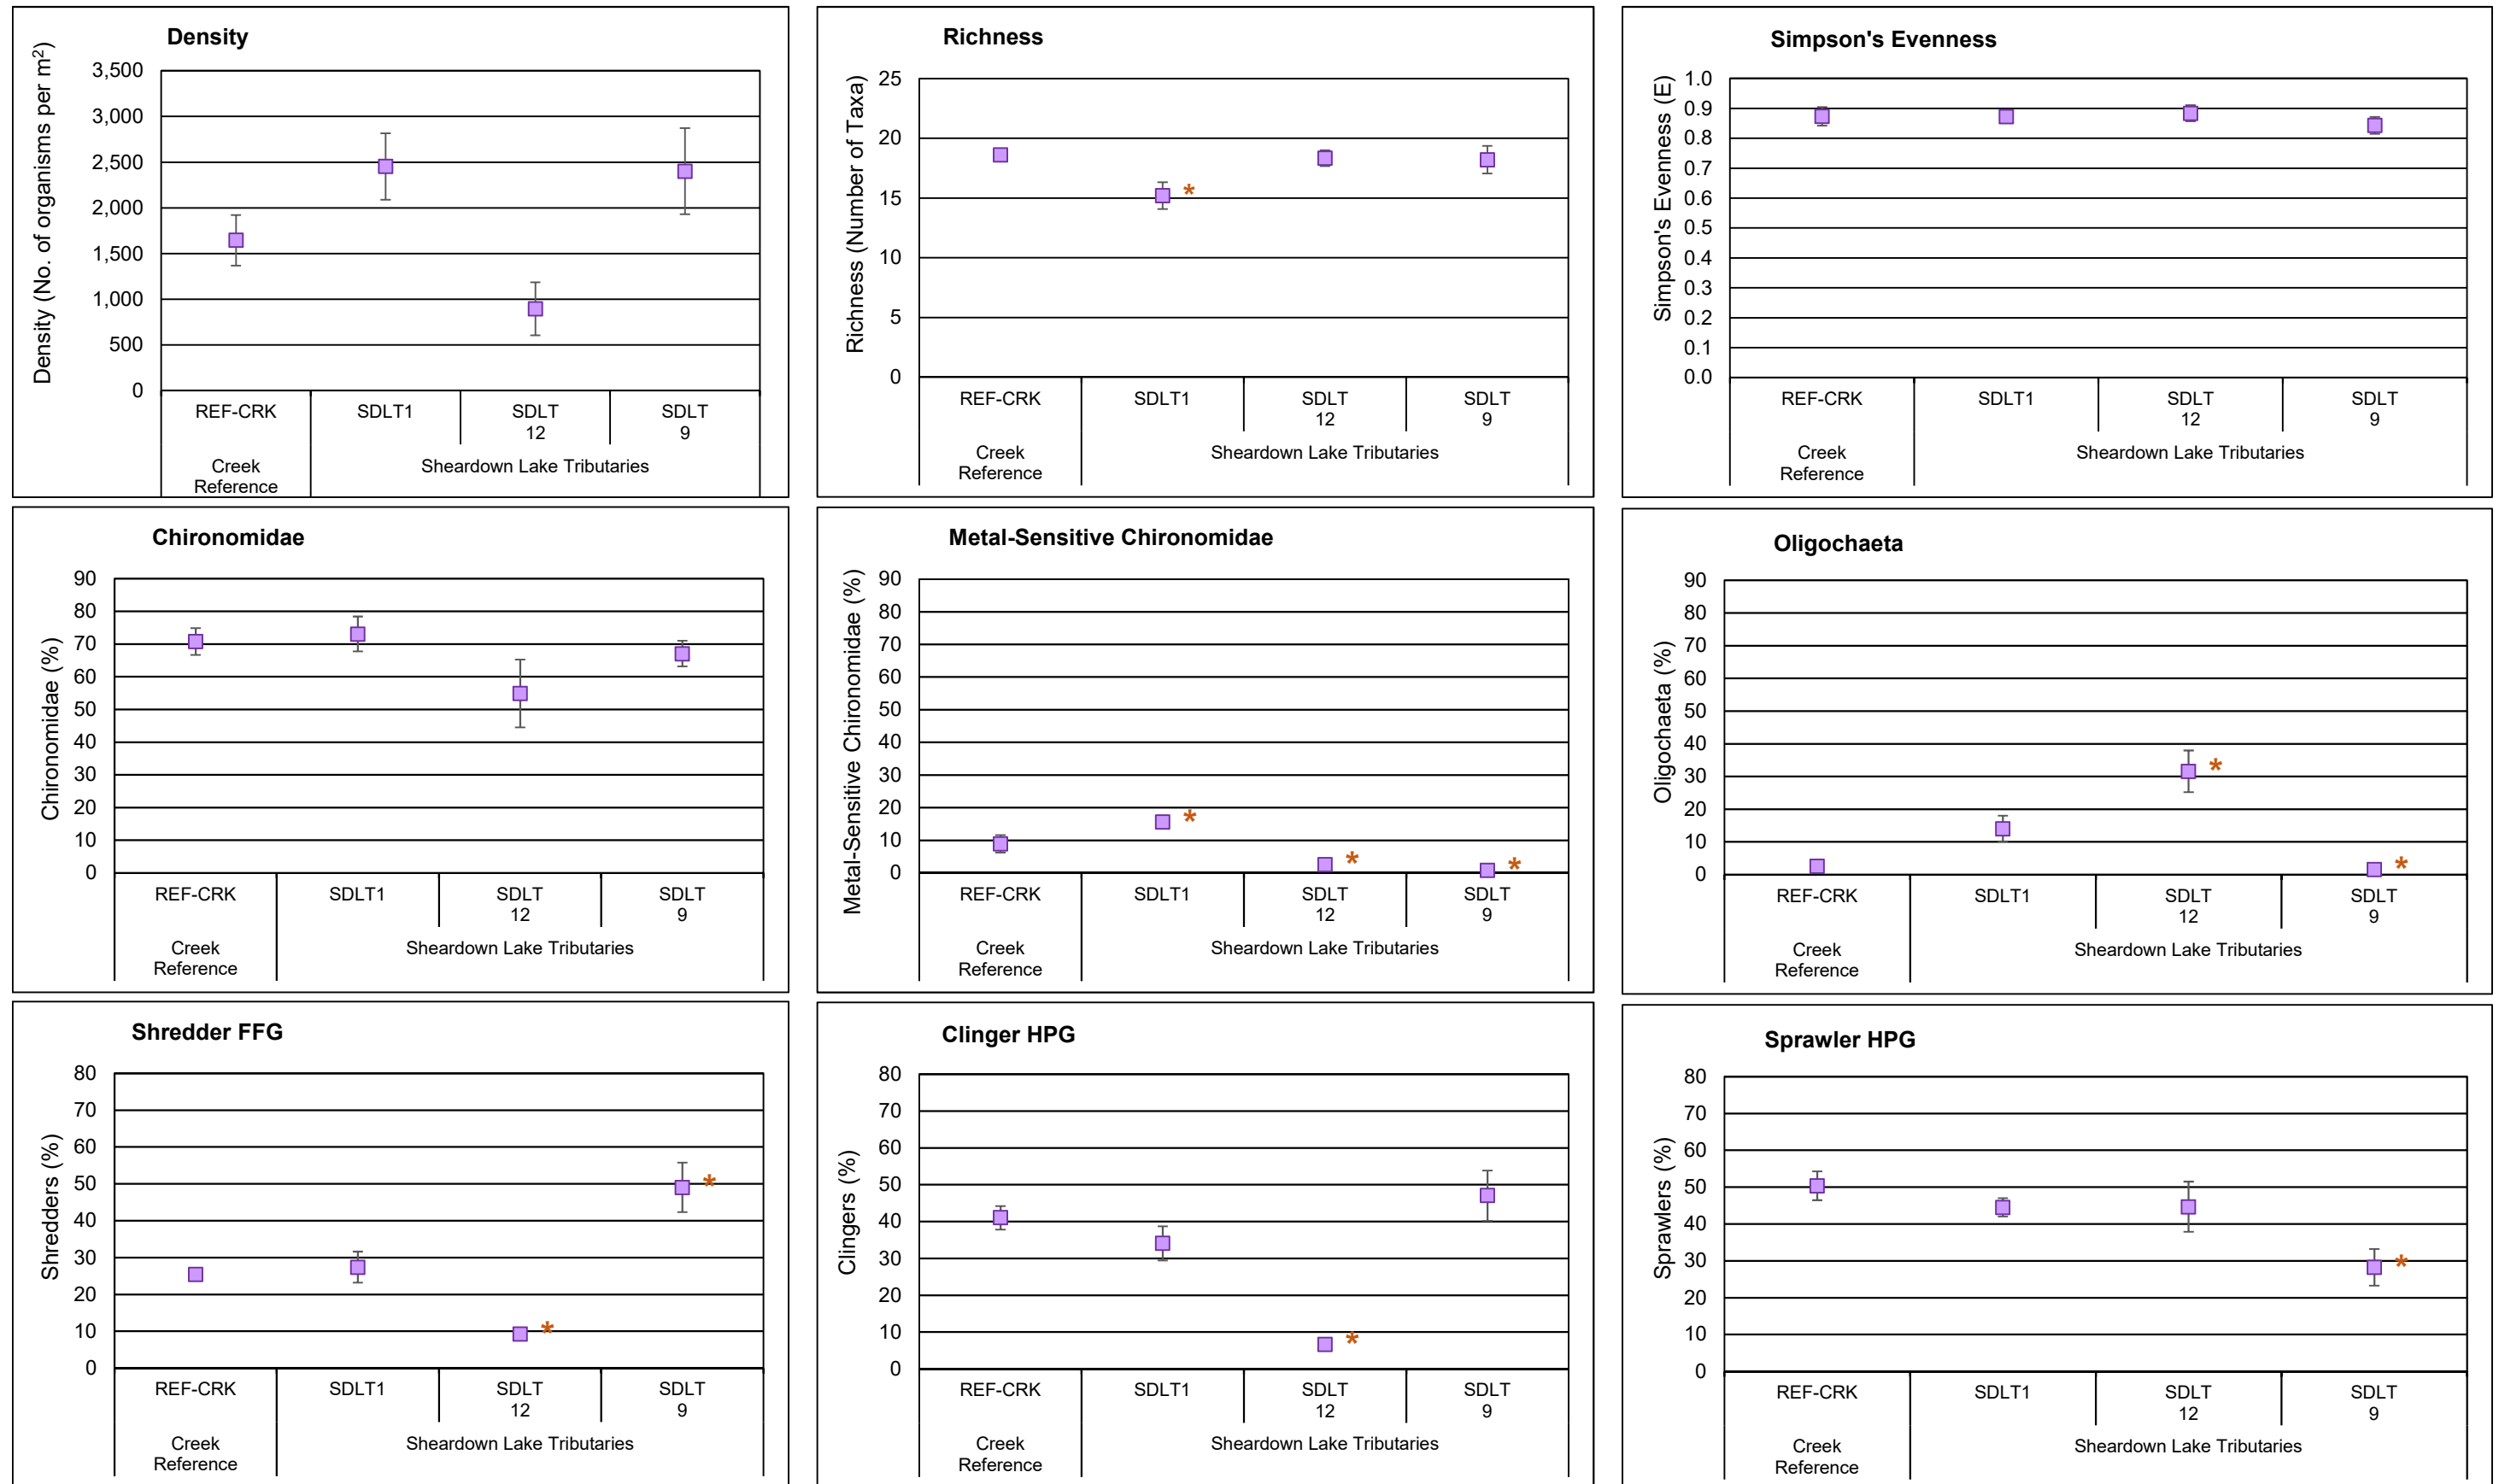 Density
Density (No. of organisms per m²)
3,500
3,000
2,500
2,000
1,500
1,000
500
0
REF-CRK
SDLT1
SDLT
12
SDLT
9
Creek
Reference
Sheardown Lake Tributaries
Richness
Richness (Number of Taxa)
25
20
15
10
5
0
*
REF-CRK
SDLT1
SDLT
12
SDLT
9
Creek
Reference
Sheardown Lake Tributaries
Simpson's Evenness
Simpson's Evenness (E)
1.0
0.9
0.8
0.7
0.6
0.5
0.4
0.3
0.2
0.1
0.0
REF-CRK
SDLT1
SDLT
12
SDLT
9
Creek
Reference
Sheardown Lake Tributaries
Chironomidae
Chironomidae (%)
90
80
70
60
50
40
30
20
10
0
REF-CRK
SDLT1
SDLT
12
SDLT
9
Creek
Reference
Sheardown Lake Tributaries
Metal-Sensitive Chironomidae
Metal-Sensitive Chironomidae (%)
90
80
70
60
50
40
30
20
10
0
*
*
*
REF-CRK
SDLT1
SDLT
12
SDLT
9
Creek
Reference
Sheardown Lake Tributaries
Oligochaeta
Oligochaeta (%)
90
80
70
60
50
40
30
20
10
0
*
*
REF-CRK
SDLT1
SDLT
12
SDLT
9
Creek
Reference
Sheardown Lake Tributaries
Shredder FFG
Shredders (%)
80
70
60
50
40
30
20
10
0
*
*
REF-CRK
SDLT1
SDLT
12
SDLT
9
Creek
Reference
Sheardown Lake Tributaries
Clinger HPG
Clingers (%)
80
70
60
50
40
30
20
10
0
*
REF-CRK
SDLT1
SDLT
12
SDLT
9
Creek
Reference
Sheardown Lake Tributaries
Sprawler HPG
Sprawlers (%)
80
70
60
50
40
30
20
10
0
*
REF-CRK
SDLT1
SDLT
12
SDLT
9
Creek
Reference
Sheardown Lake Tributaries